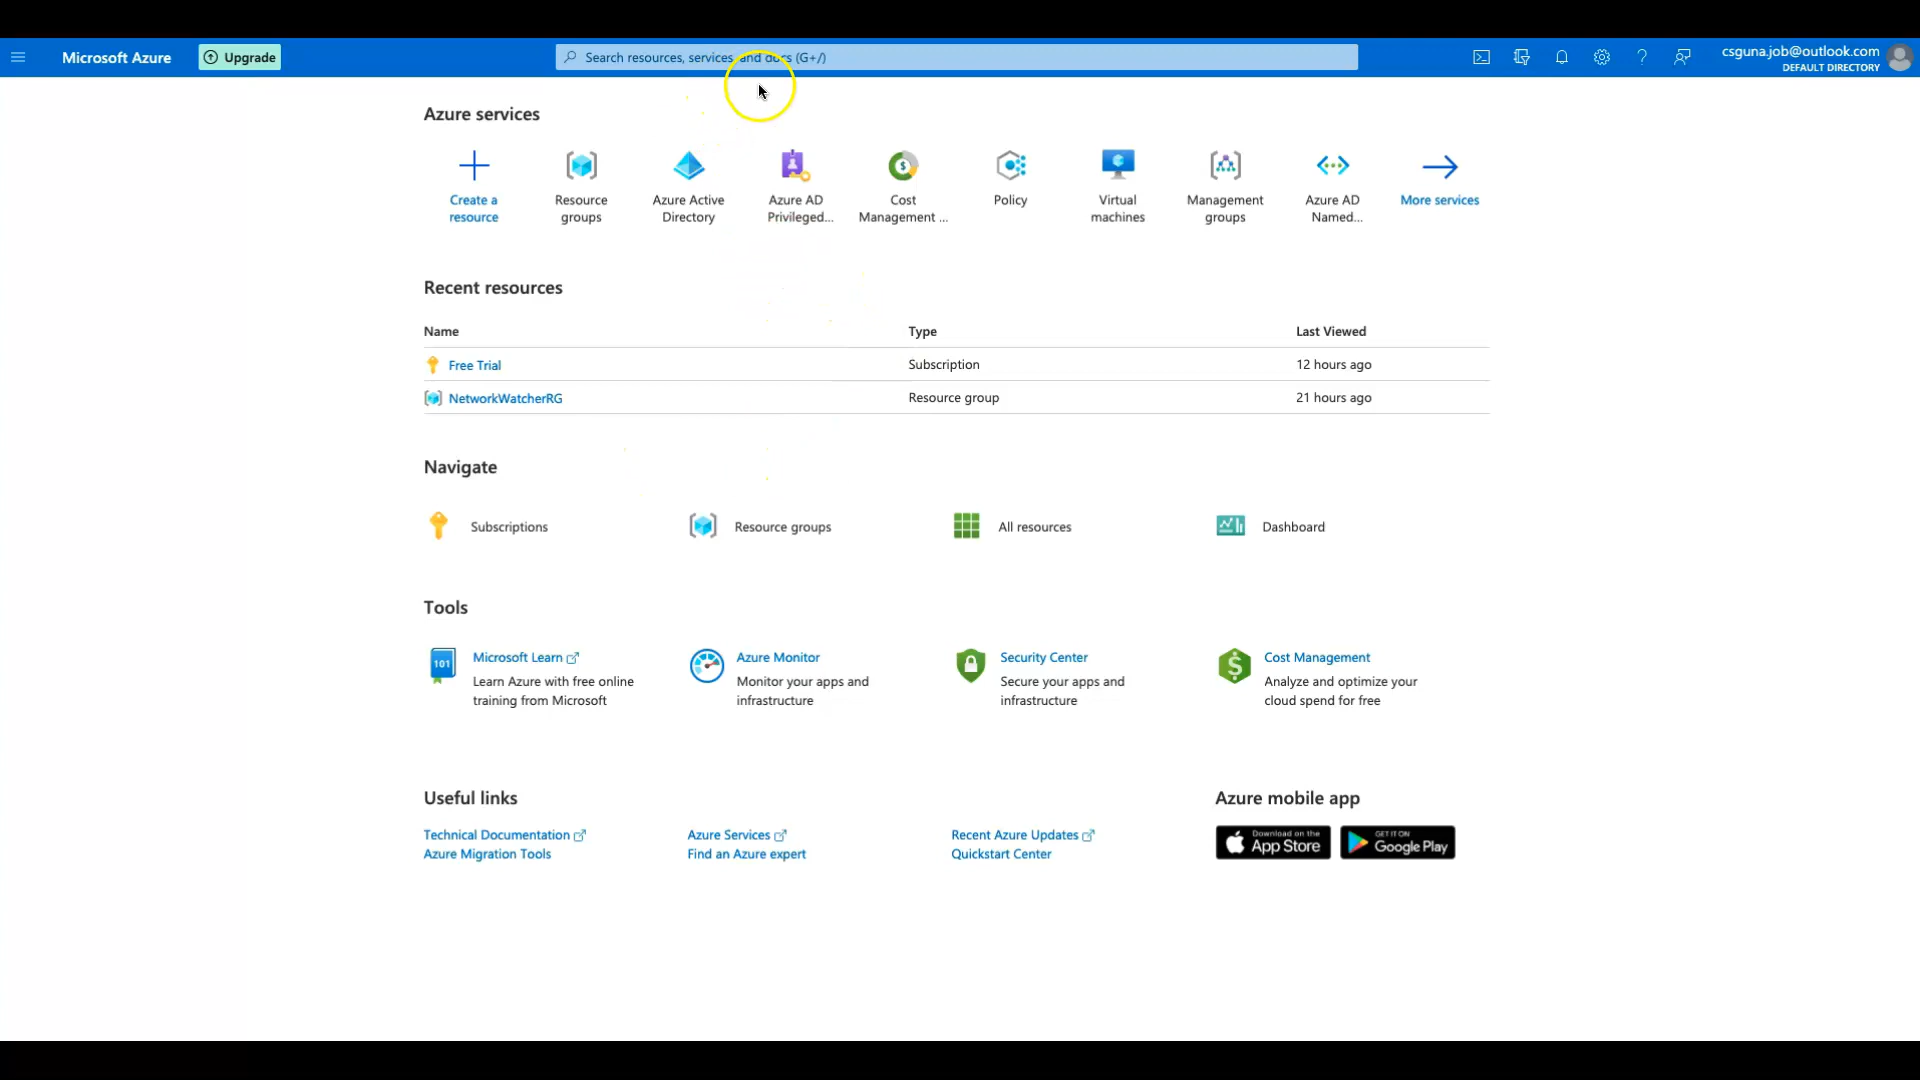 Microsoft Azure
Upgrade
Search resources, services, and docs (G+/)
csguna.job@outlook.com
DEFAULT DIRECTORY
Azure services
Create a resource
Resource groups
Azure Active Directory
Azure AD Privileged...
Cost Management ...
Policy
Virtual machines
Management groups
Azure AD Named...
More services
Recent resources
Name Type Last Viewed
Free Trial Subscription 12 hours ago
NetworkWatcherRG Resource group 21 hours ago
Navigate
Subscriptions Resource groups All resources Dashboard
Tools
101
Microsoft Learn
Learn Azure with free online
training from Microsoft
Azure Monitor
Monitor your apps and
infrastructure
Security Center
Secure your apps and
infrastructure
Cost Management
Analyze and optimize your
cloud spend for free
Useful links
Technical Documentation
Azure Migration Tools
Azure Services
Find an Azure expert
Recent Azure Updates
Quickstart Center
Azure mobile app
Download on the
App Store
GET IT ON
Google Play